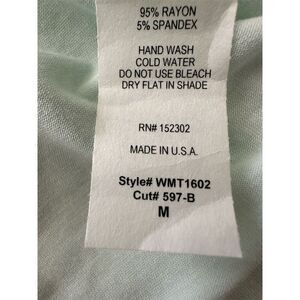 95% RAYON
5% SPANDEX
HAND WASH
COLD WATER
DO NOT USE BLEACH
DRY FLAT IN SHADE
RN# 152302
MADE IN U.S.A.
Style# WMT1602
Cut# 597-B
M